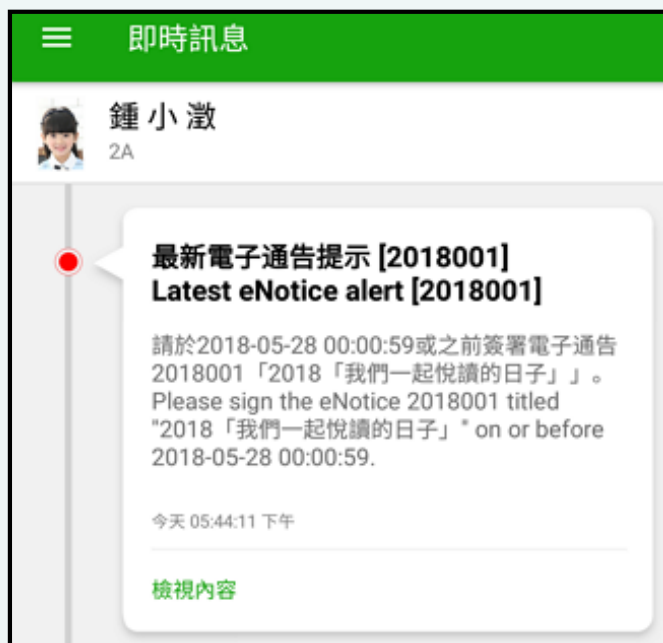 即時訊息
鍾小澂
2A
最新電子通告提示 [2018001]
Latest eNotice alert [2018001]
請於2018-05-28 00:00:59或之前簽署電子通告
2018001「2018「我們一起悅讀的日子」」。
Please sign the eNotice 2018001 titled
"2018「我們一起悅讀的日子」" on or before
2018-05-28 00:00:59.
今天 05:44:11 下午
檢視內容